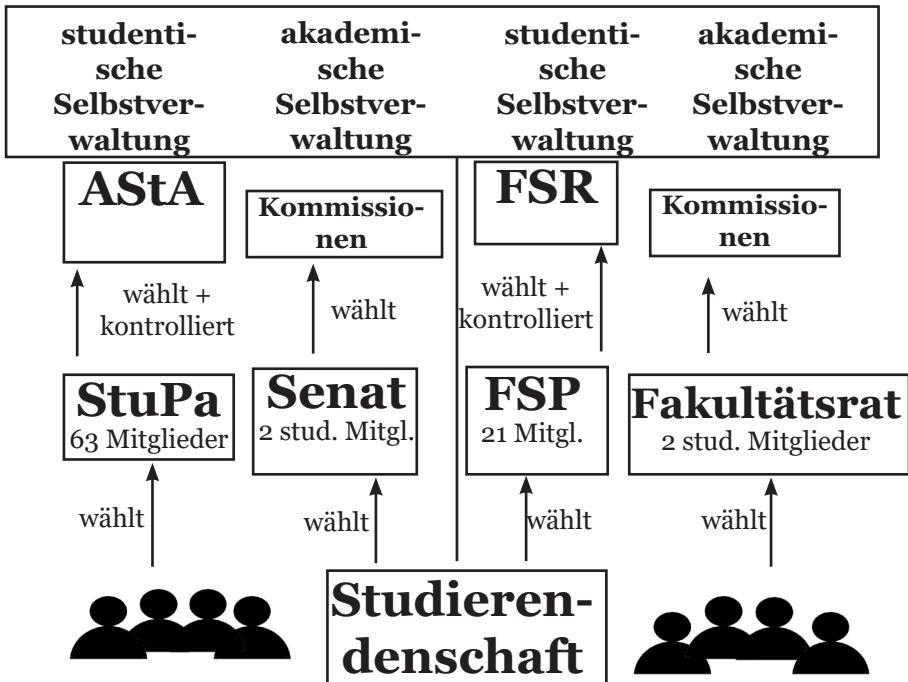 studenti-
sche
Selbstver-
waltung
akademi-
sche
Selbstver-
waltung
studenti-
sche
Selbstver-
waltung
akademi-
sche
Selbstver-
waltung
AStA
Kommissio-
nen
FSR
Kommissio-
nen
wählt +
kontrolliert
wählt
wählt +
kontrolliert
wählt
StuPa
63 Mitglieder
Senat
2 stud. Mitgl.
FSP
21 Mitgl.
Fakultätsrat
2 stud. Mitglieder
wählt
wählt
wählt
wählt
Studieren-
denschaft